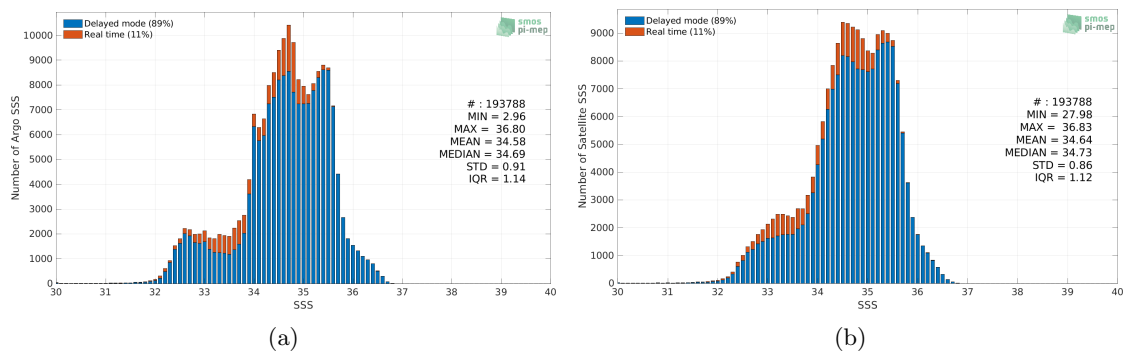 Delayed mode (89%)
Real time (11%)
smos
pi-mep
10000
9000
8000
7000
6000
5000
4000
3000
2000
1000
0
Number of Argo SSS
# : 193788
MIN = 2.96
MAX = 36.80
MEAN = 34.58
MEDIAN = 34.69
STD = 0.91
IQR = 1.14
30 31 32 33 34 35 36 37 38 39 40
SSS
(a)
Delayed mode (89%)
Real time (11%)
smos
pi-mep
9000
8000
7000
6000
5000
4000
3000
2000
1000
0
Number of Satellite SSS
# : 193788
MIN = 27.98
MAX = 36.83
MEAN = 34.64
MEDIAN = 34.73
STD = 0.86
IQR = 1.12
30 31 32 33 34 35 36 37 38 39 40
SSS
(b)